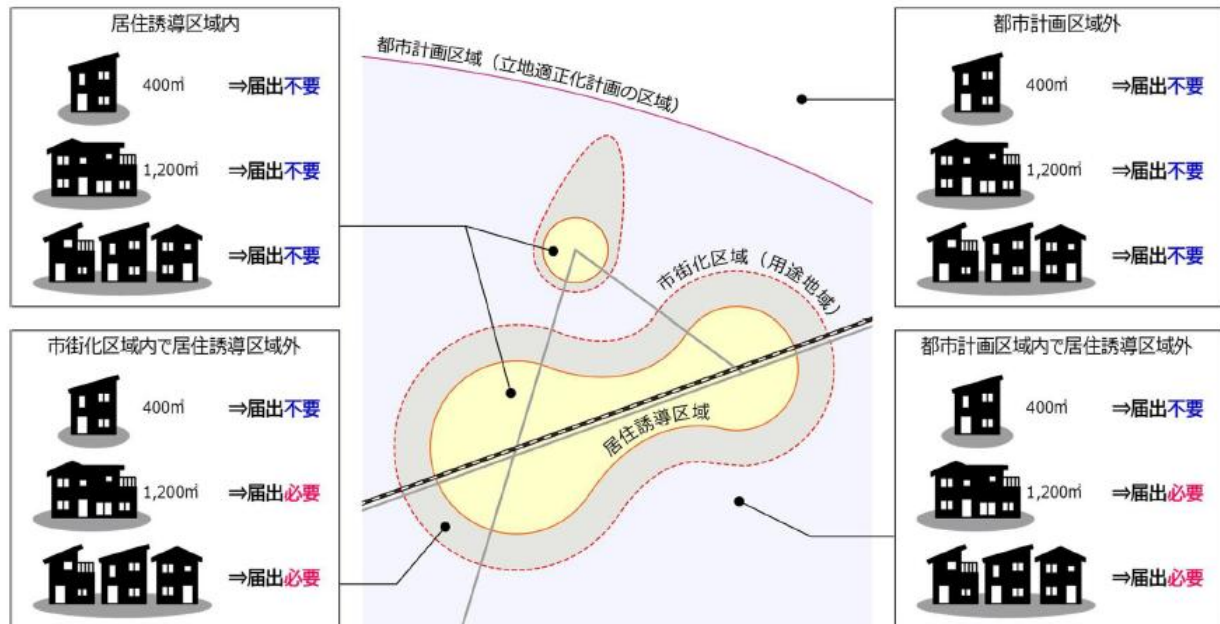 居住誘導区域内
400㎡ ⇒届出不要
1,200㎡ ⇒届出不要
⇒届出不要
市街化区域内で居住誘導区域外
400㎡ ⇒届出不要
1,200㎡ ⇒届出必要
⇒届出必要
都市計画区域（立地適正化計画の区域）
市街化区域（用途地域）
居住誘導区域
都市計画区域外
400㎡ ⇒届出不要
1,200㎡ ⇒届出不要
⇒届出不要
都市計画区域内で居住誘導区域外
400㎡ ⇒届出不要
1,200㎡ ⇒届出必要
⇒届出必要